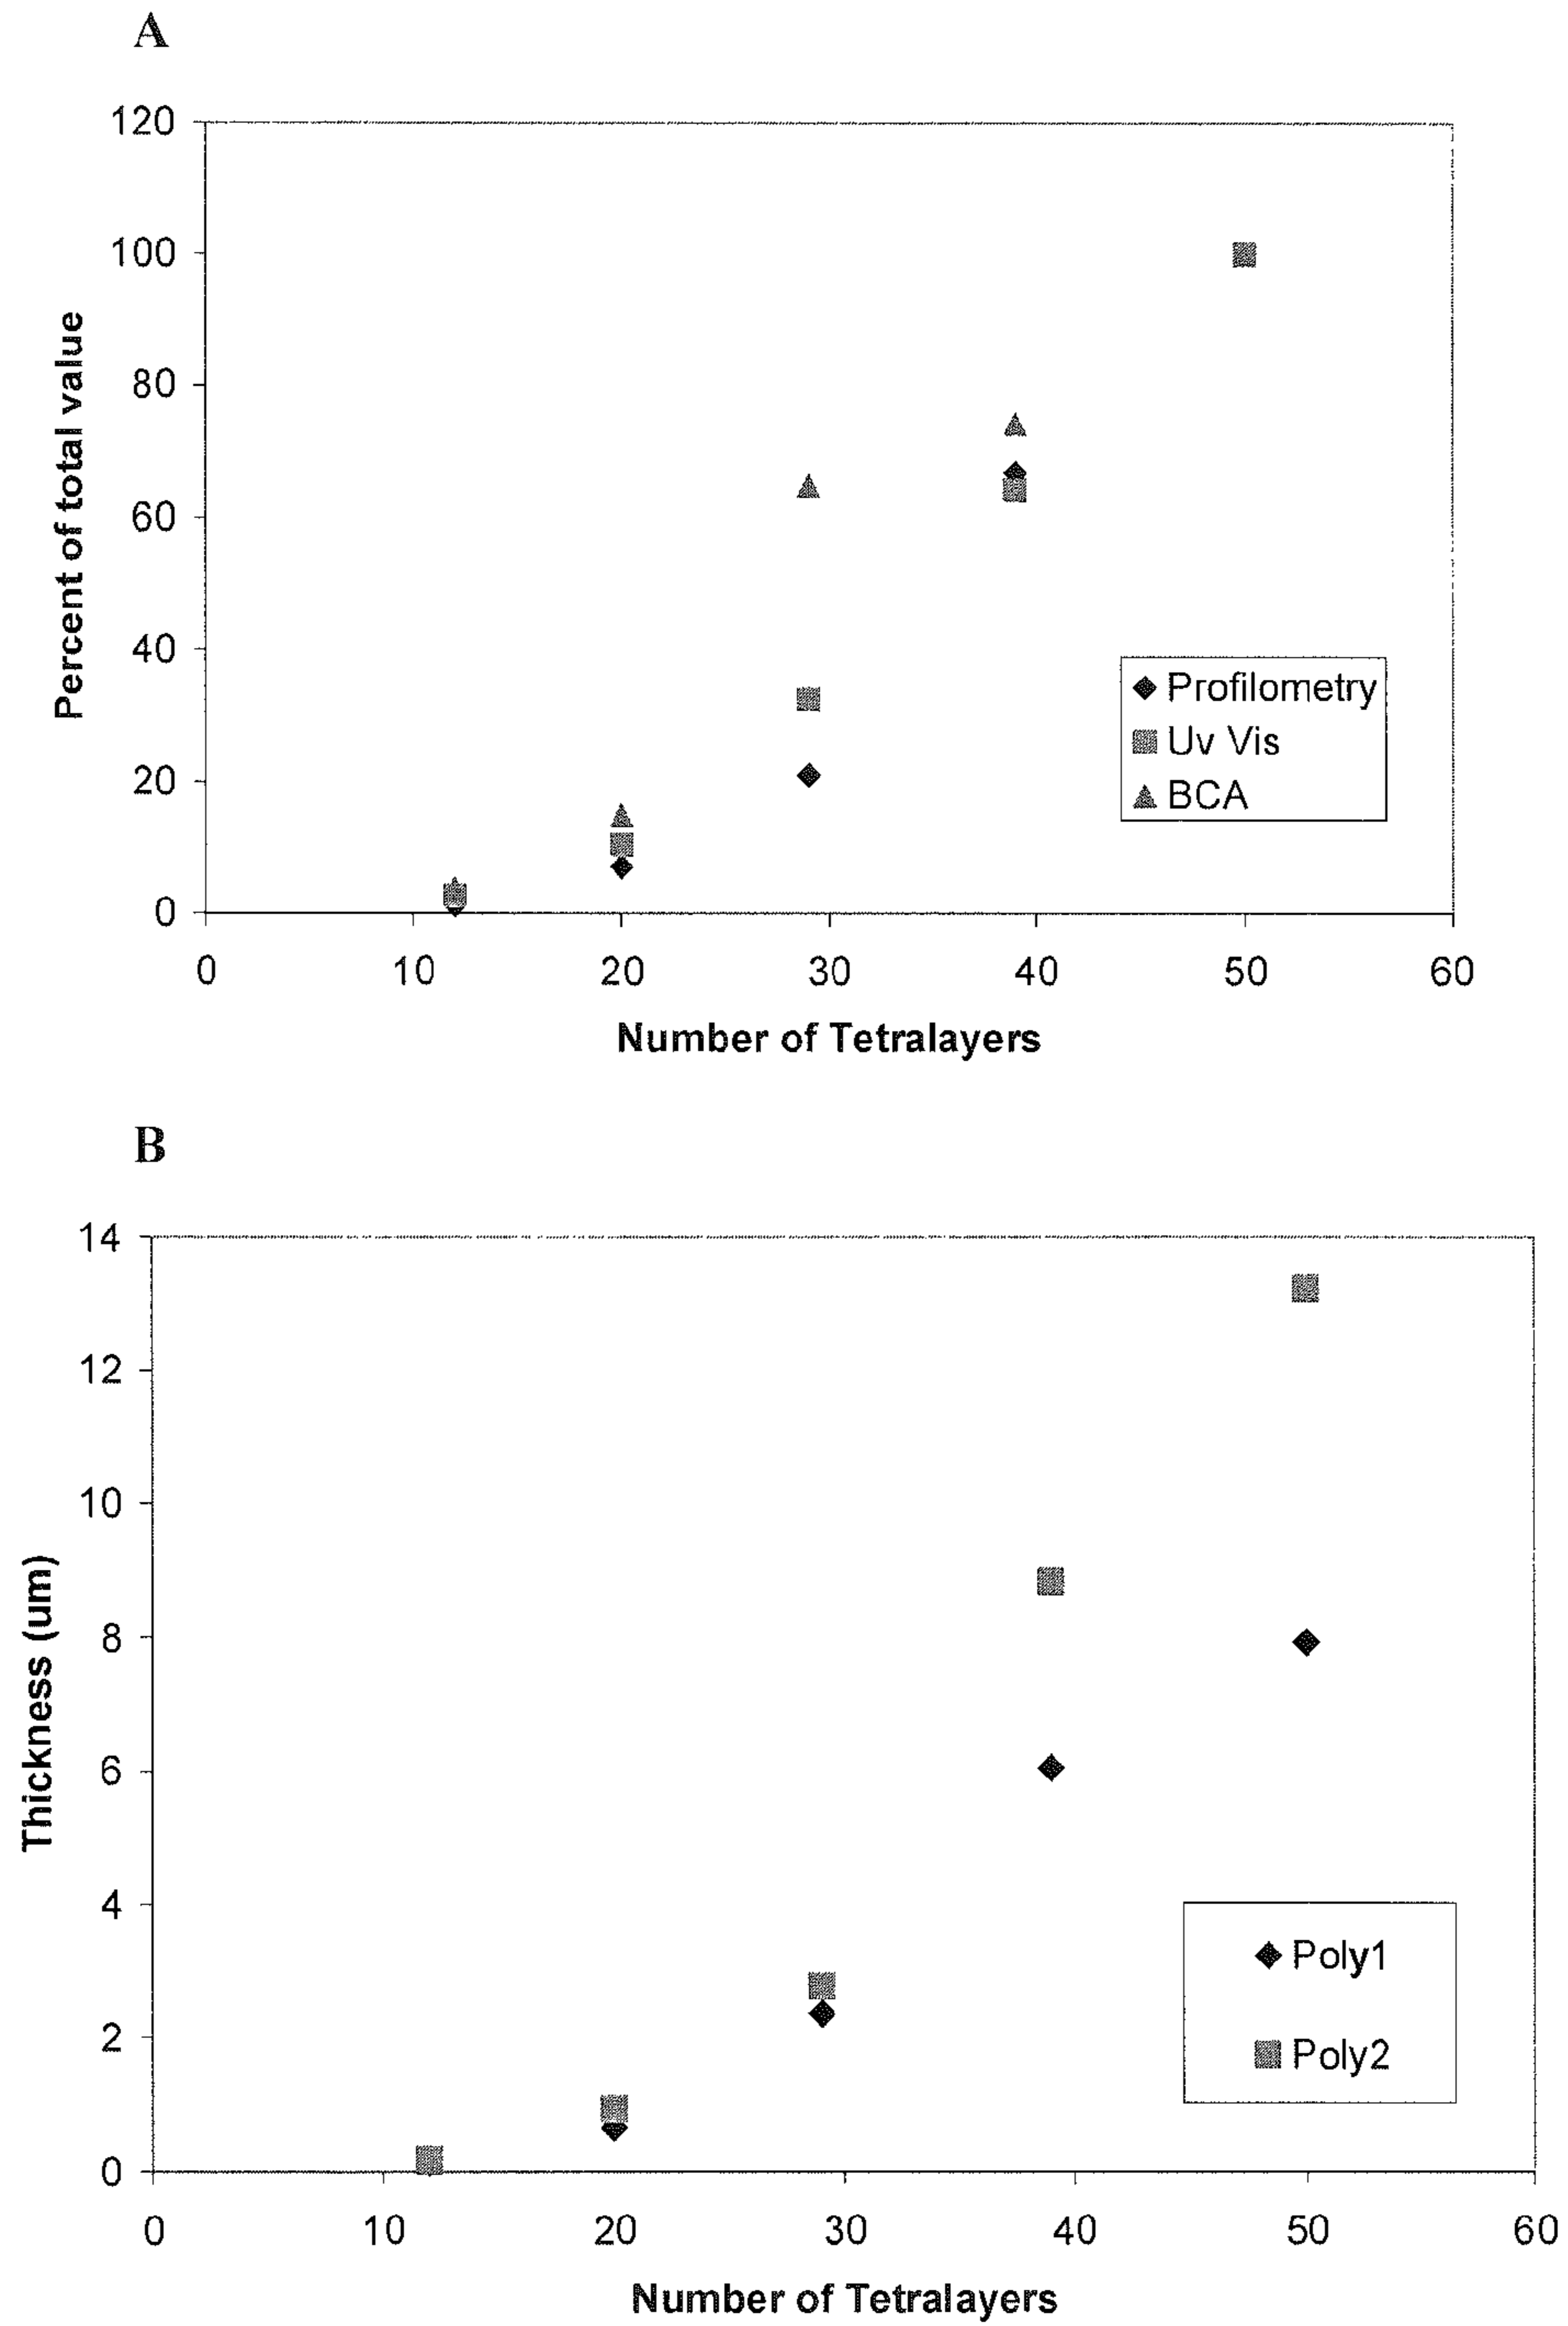 A
120
100
80
60
40
20
0
Percent of total value
Profilometry
Uv Vis
BCA
0 10 20 30 40 50 60
Number of Tetralayers
B
14
12
10
8
6
4
2
0
Thickness (um)
Poly1
Poly2
0 10 20 30 40 50 60
Number of Tetralayers